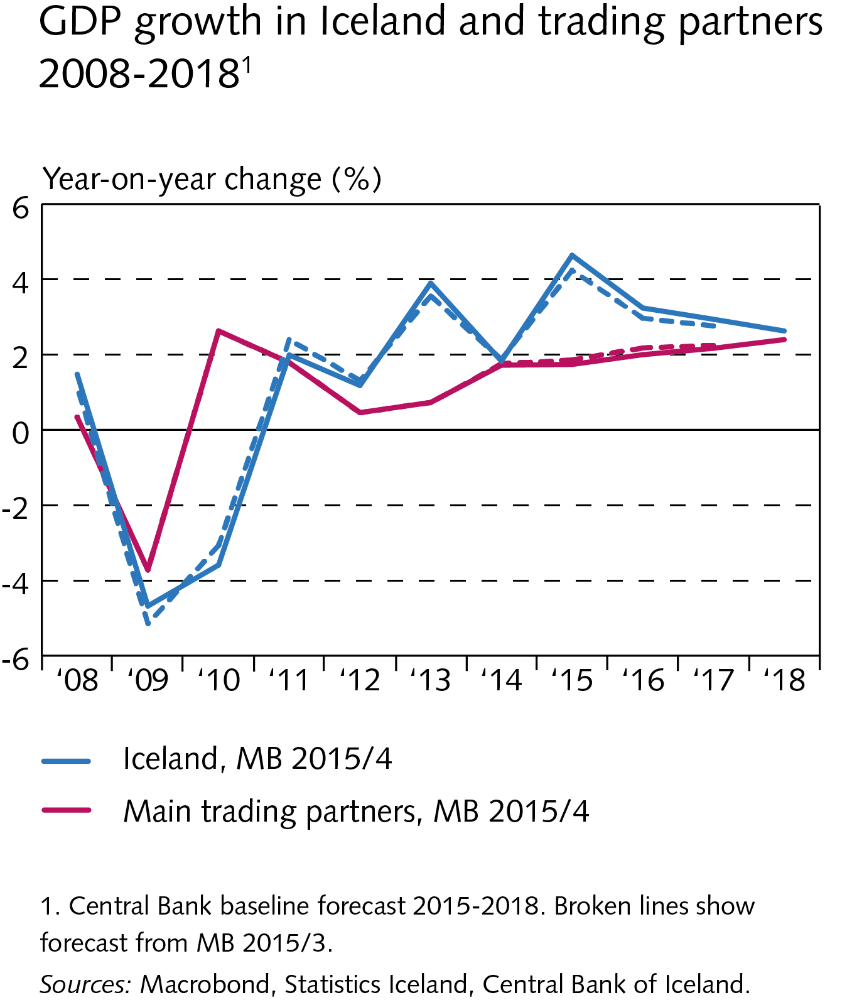 GDP growth in Iceland and trading partners
2008-2018¹
Year-on-year change (%)
6
4
2
0
-2
-4
-6
‘08 ‘09 ‘10 ‘11 ‘12 ‘13 ‘14 ‘15 ‘16 ‘17 ‘18
Iceland, MB 2015/4
Main trading partners, MB 2015/4
1. Central Bank baseline forecast 2015-2018. Broken lines show
forecast from MB 2015/3.
Sources: Macrobond, Statistics Iceland, Central Bank of Iceland.